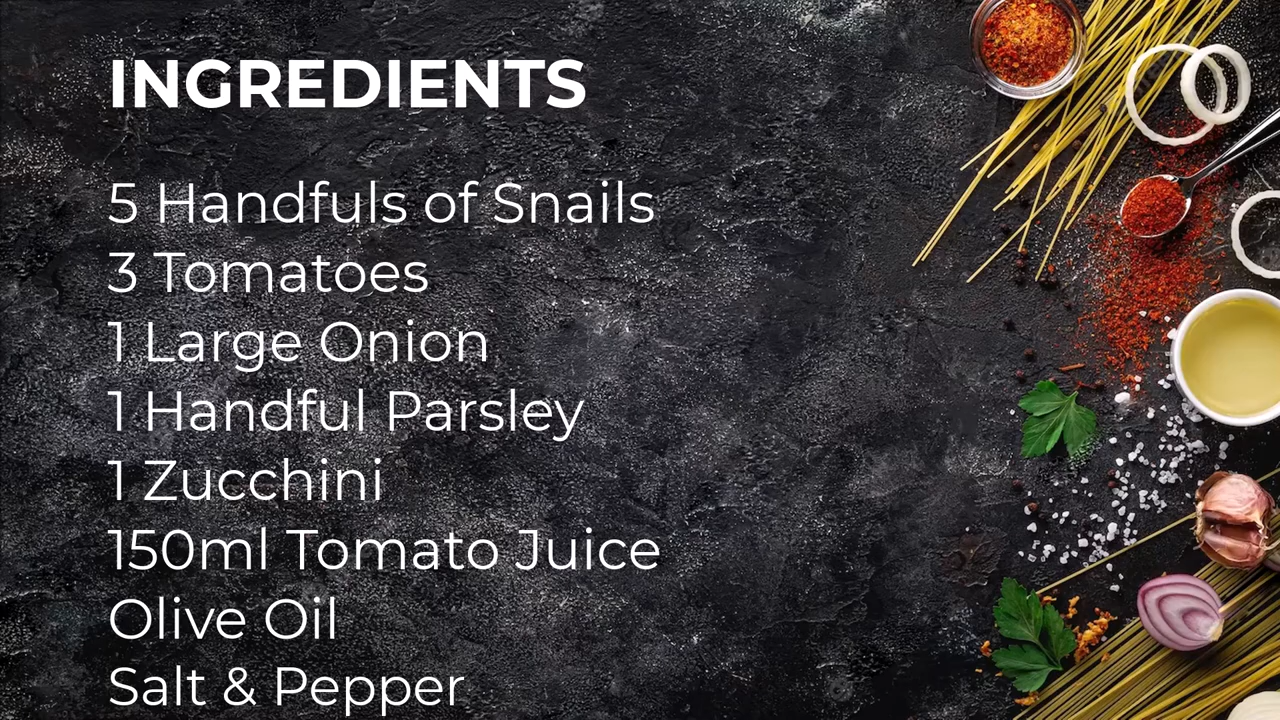 INGREDIENTS
5 Handfuls of Snails
3 Tomatoes
1 Large Onion
1 Handful Parsley
1 Zucchini
150ml Tomato Juice
Olive Oil
Salt & Pepper